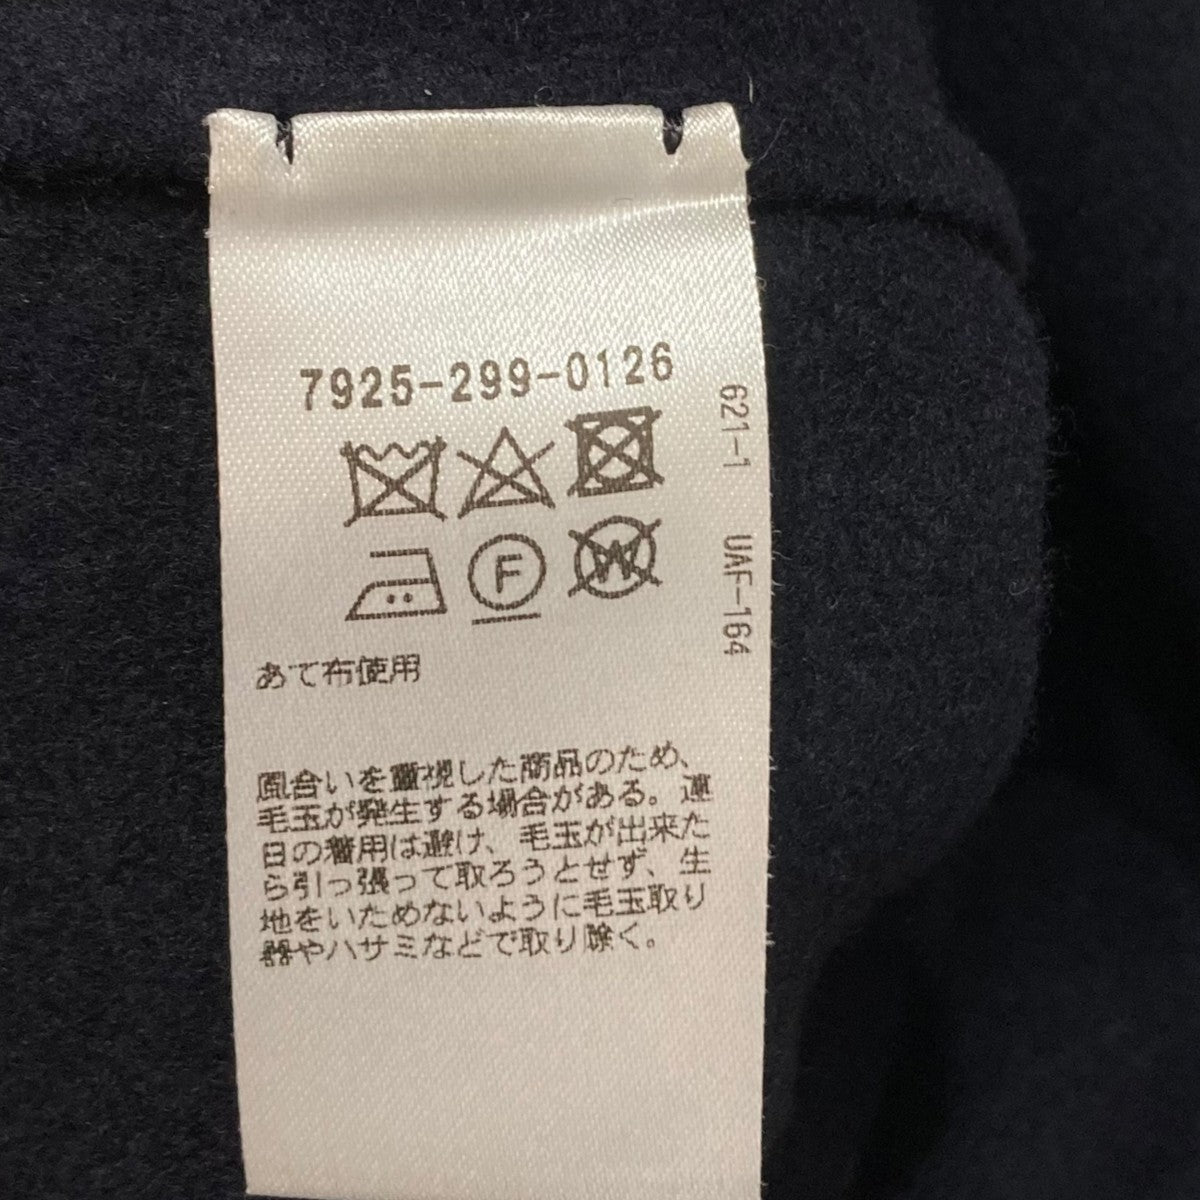 7925-299-0126
621-1 UAF-164
F
W
あて布使用
風合いを重視した商品のため、
毛玉が発生する場合がある。連
日の着用は避け、毛玉が出来た
ら引っ張って取ろうとせず、生
地をいためないように毛玉取り
器やハサミなどで取り除く。